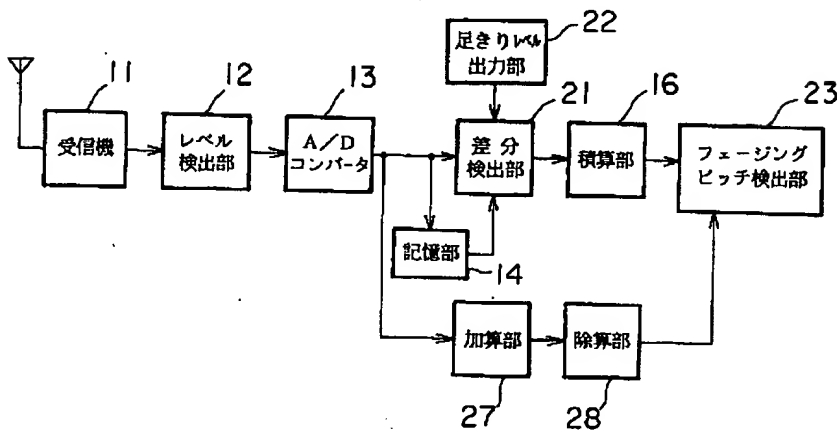 11
受信機
12
レベル
検出部
13
A/D
コンバータ
22
足きりレベル
出力部
21
差分
検出部
16
積算部
23
フェージング
ピッチ検出部
記憶部
14
加算部
27
除算部
28